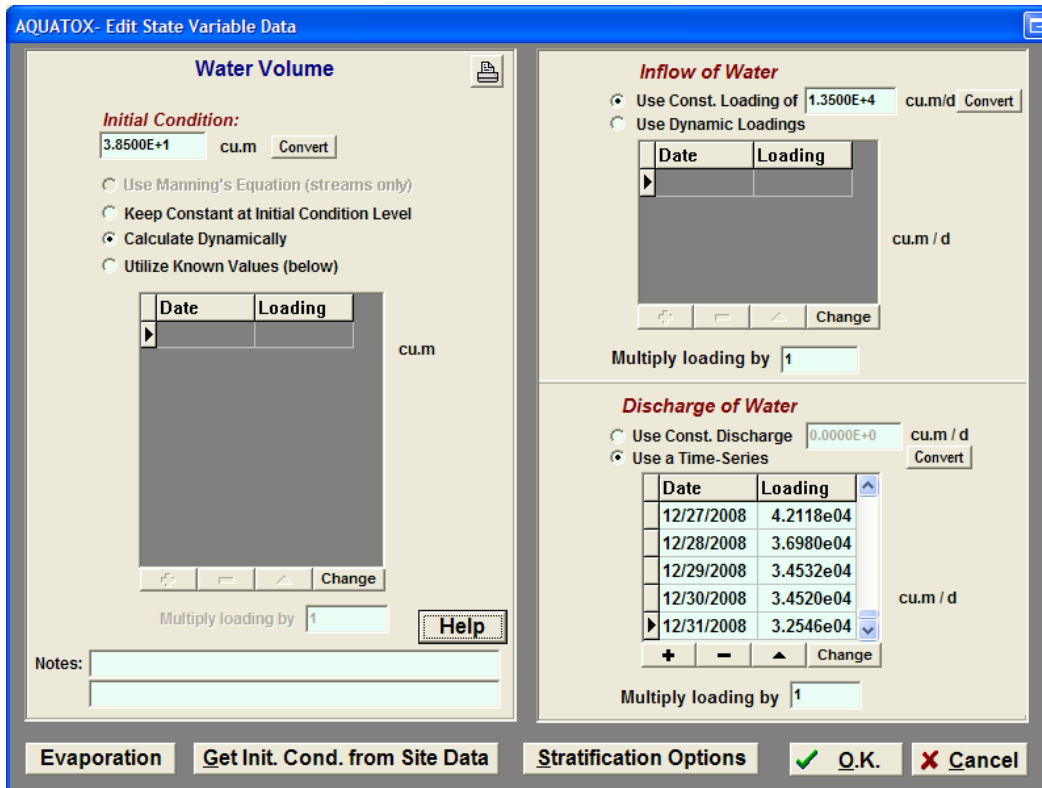 AQUATOX- Edit State Variable Data
Water Volume
Initial Condition:
3.8500E+1 cu.m Convert
Use Manning's Equation (streams only)
Keep Constant at Initial Condition Level
Calculate Dynamically
Utilize Known Values (below)
Date Loading
cu.m
Change
Multiply loading by 1
Help
Notes:
Inflow of Water
Use Const. Loading of 1.3500E+4 cu.m/d Convert
Use Dynamic Loadings
Date Loading
cu.m / d
Change
Multiply loading by 1
Discharge of Water
Use Const. Discharge 0.0000E+0 cu.m / d
Use a Time-Series Convert
Date Loading
12/27/2008 4.2118e04
12/28/2008 3.6980e04
12/29/2008 3.4532e04
12/30/2008 3.4520e04
cu.m / d
12/31/2008 3.2546e04
Change
Multiply loading by 1
Evaporation Get Init. Cond. from Site Data Stratification Options O.K. Cancel